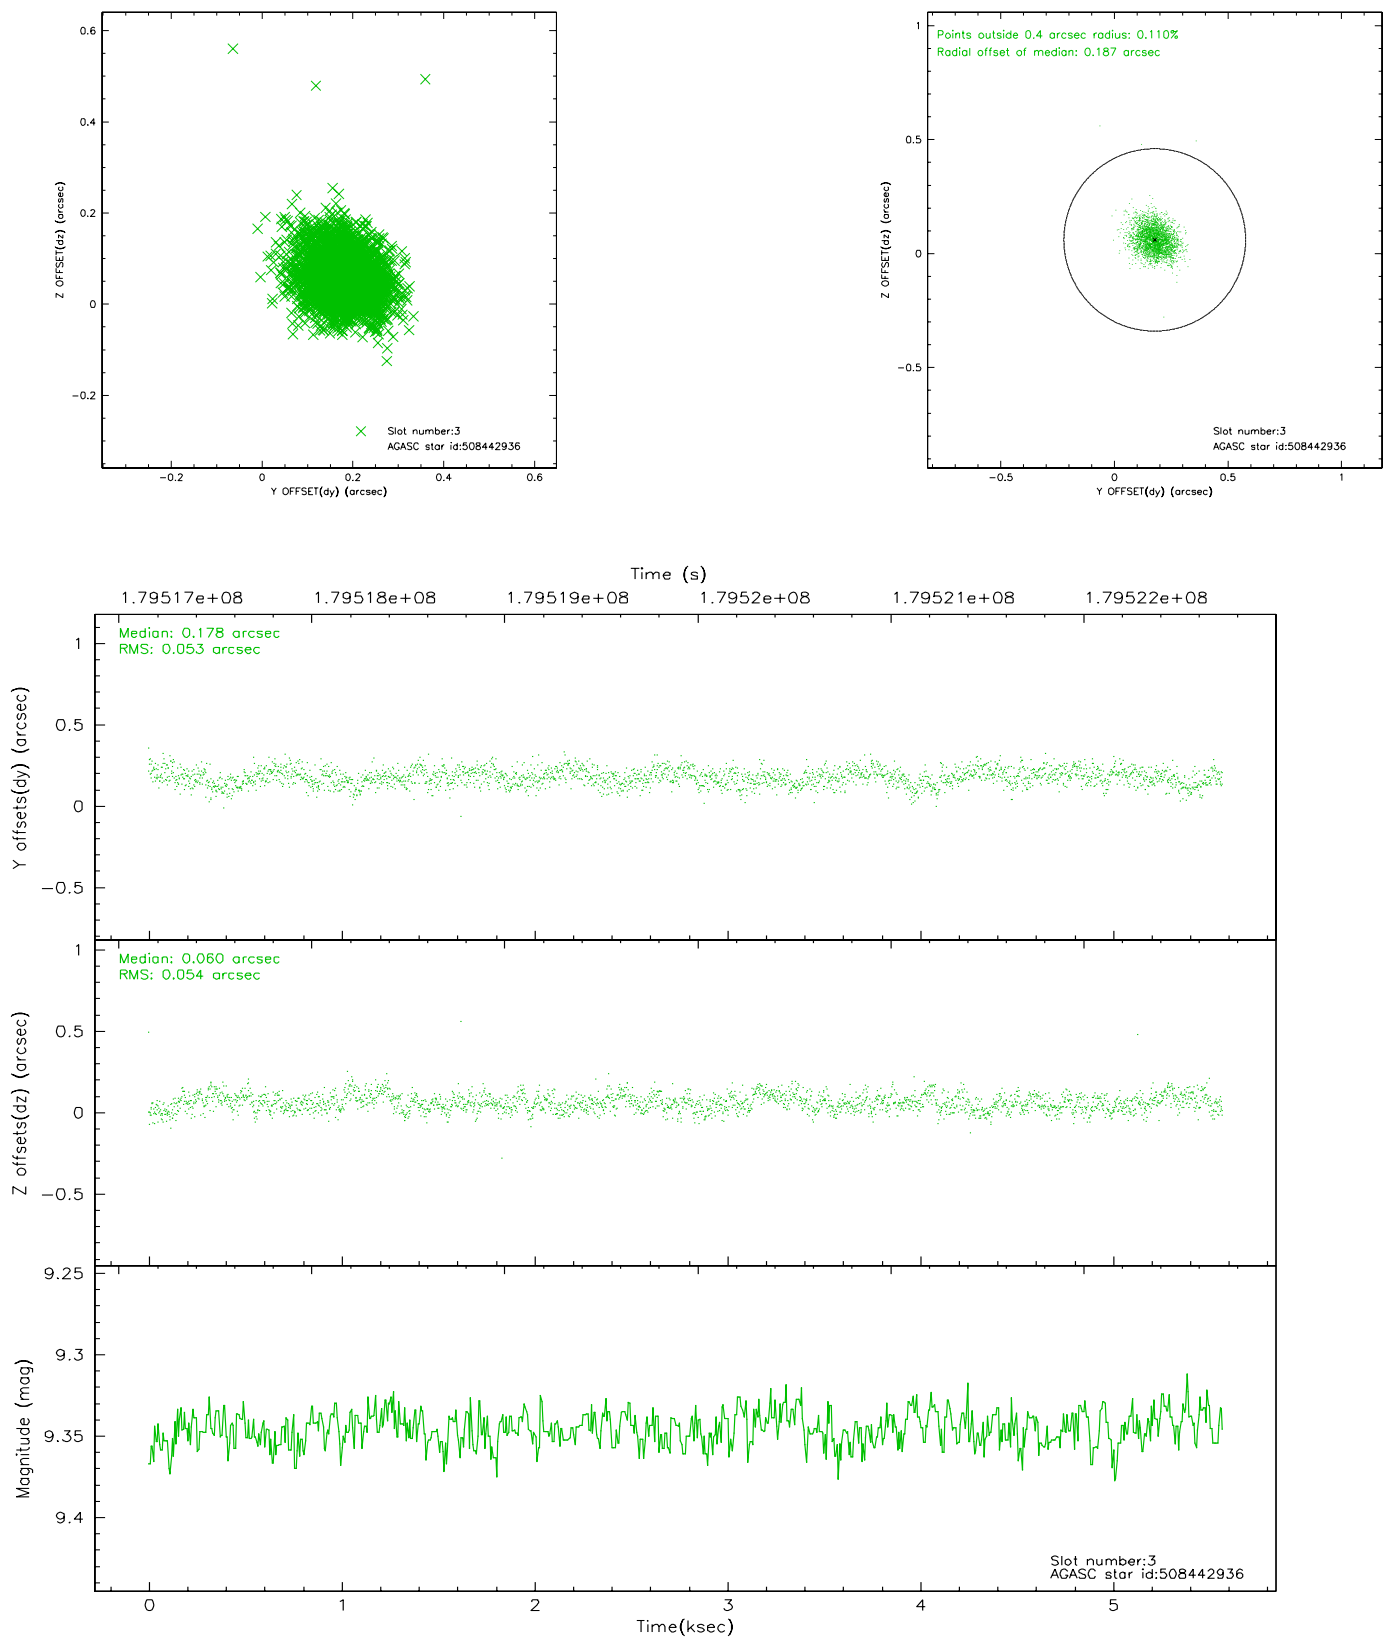 0.6
0.4
0.2
0
−0.2
Z OFFSET(dz) (arcsec)
Slot number:3
AGASC star id:508442936
−0.2 0 0.2 0.4 0.6
Y OFFSET(dy) (arcsec)
Points outside 0.4 arcsec radius: 0.110%
Radial offset of median: 0.187 arcsec
1
0.5
0
−0.5
Z OFFSET(dz) (arcsec)
Slot number:3
AGASC star id:508442936
−0.5 0 0.5 1
Y OFFSET(dy) (arcsec)
Time (s)
1.79517e+08 1.79518e+08 1.79519e+08 1.7952e+08 1.79521e+08 1.79522e+08
Median: 0.178 arcsec
RMS: 0.053 arcsec
1
0.5
0
−0.5
Y offsets(dy) (arcsec)
Median: 0.060 arcsec
RMS: 0.054 arcsec
1
0.5
0
−0.5
Z offsets(dz) (arcsec)
9.25
9.3
9.35
9.4
Magnitude (mag)
Slot number:3
AGASC star id:508442936
0 1 2 3 4 5
Time(ksec)